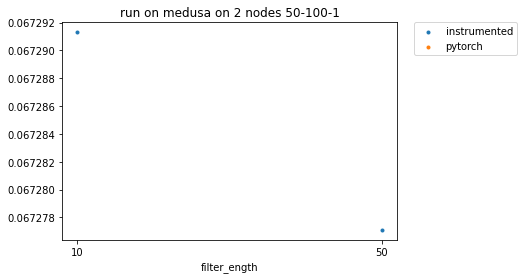 run on medusa on 2 nodes 50-100-1
0.067292
0.067290
0.067288
0.067286
0.067284
0.067282
0.067280
0.067278
10
50
filter_ength
instrumented
pytorch